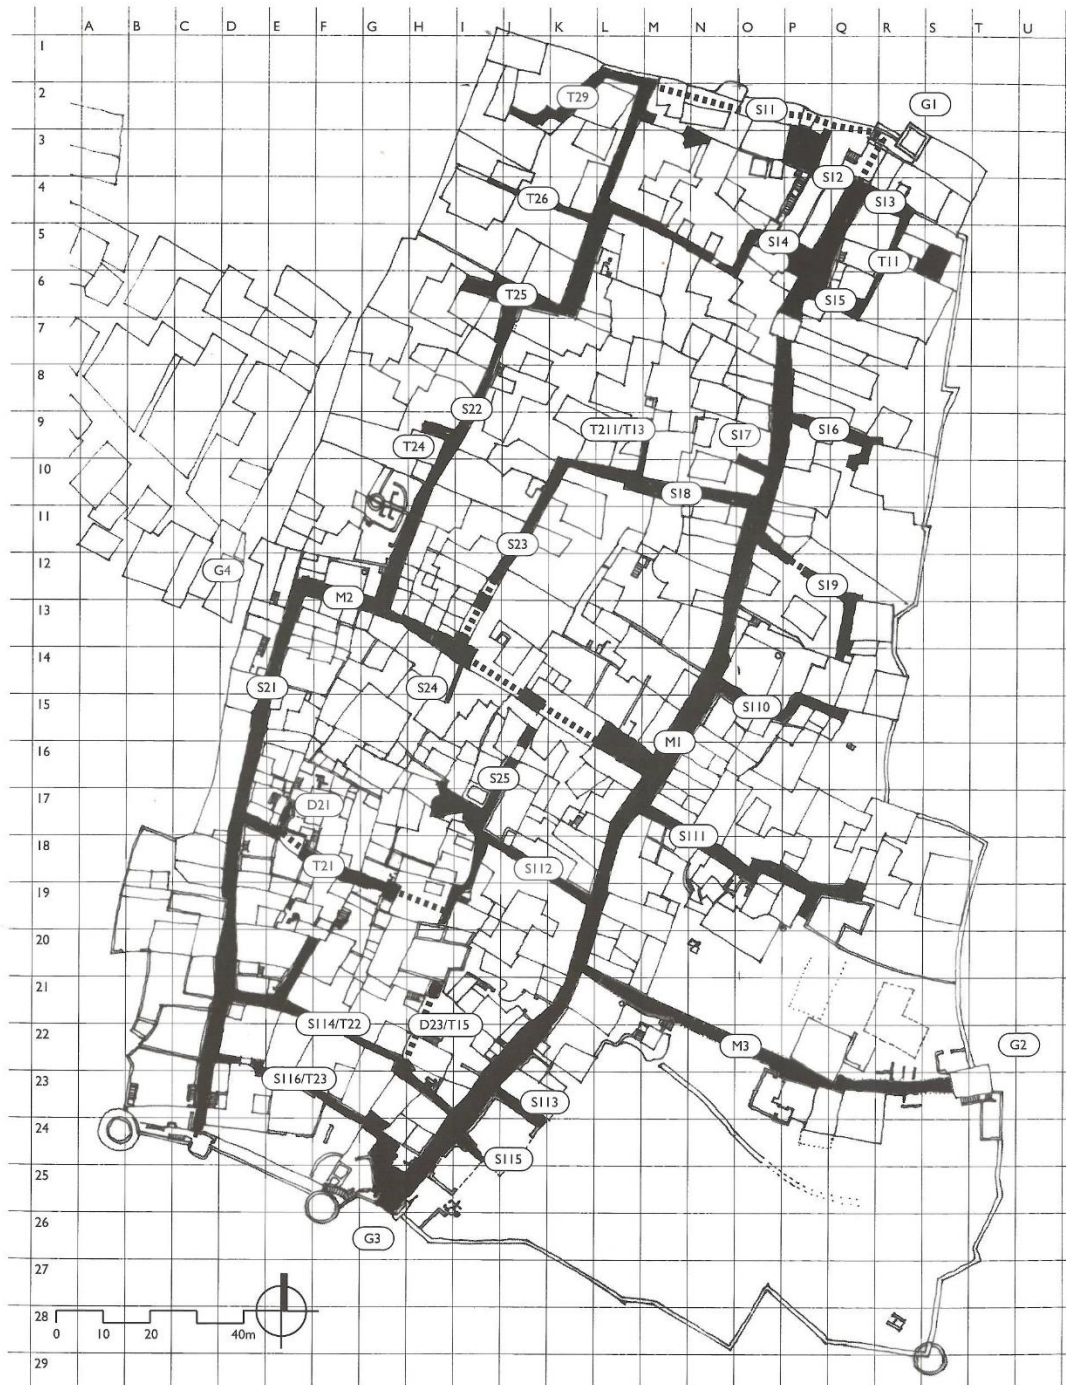 A B C D E F G H I J K L M N O P Q R S T U
1
2
T29 S11 G1
3
S12
4
T26 S13
5
S14 T11
6
T25 S15
7
8
S22
9
T24 T211/T13 S17 S16
10
S18
11
S23
12
G4 S19
M2
13
14
S21 S24
15
S110
16
M1
S25
17
D21
18
S111
T21 S112
19
20
21
S114/T22 D23/T15
22
M3 G2
23
S116/T23
S113
24
S115
25
26
G3
27
28
0 10 20 40m
29